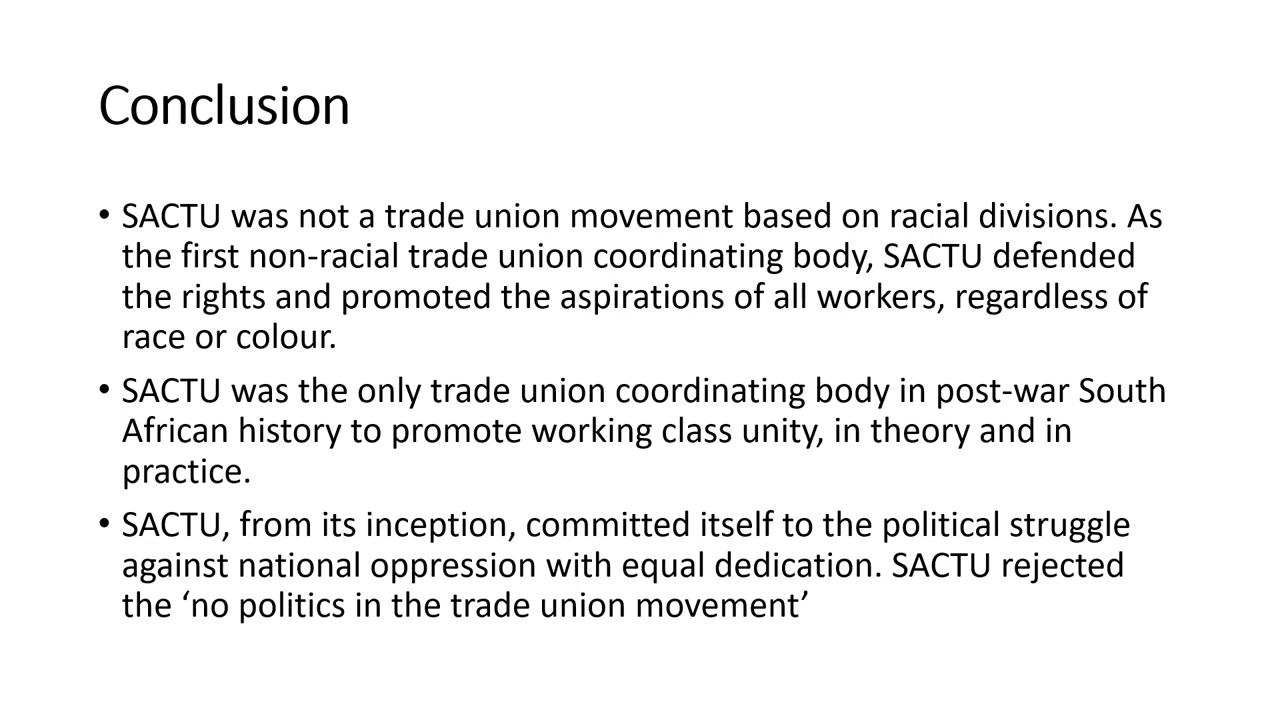 Conclusion
• SACTU was not a trade union movement based on racial divisions. As
the first non-racial trade union coordinating body, SACTU defended
the rights and promoted the aspirations of all workers, regardless of
race or colour.
• SACTU was the only trade union coordinating body in post-war South
African history to promote working class unity, in theory and in
practice.
• SACTU, from its inception, committed itself to the political struggle
against national oppression with equal dedication. SACTU rejected
the ‘no politics in the trade union movement’